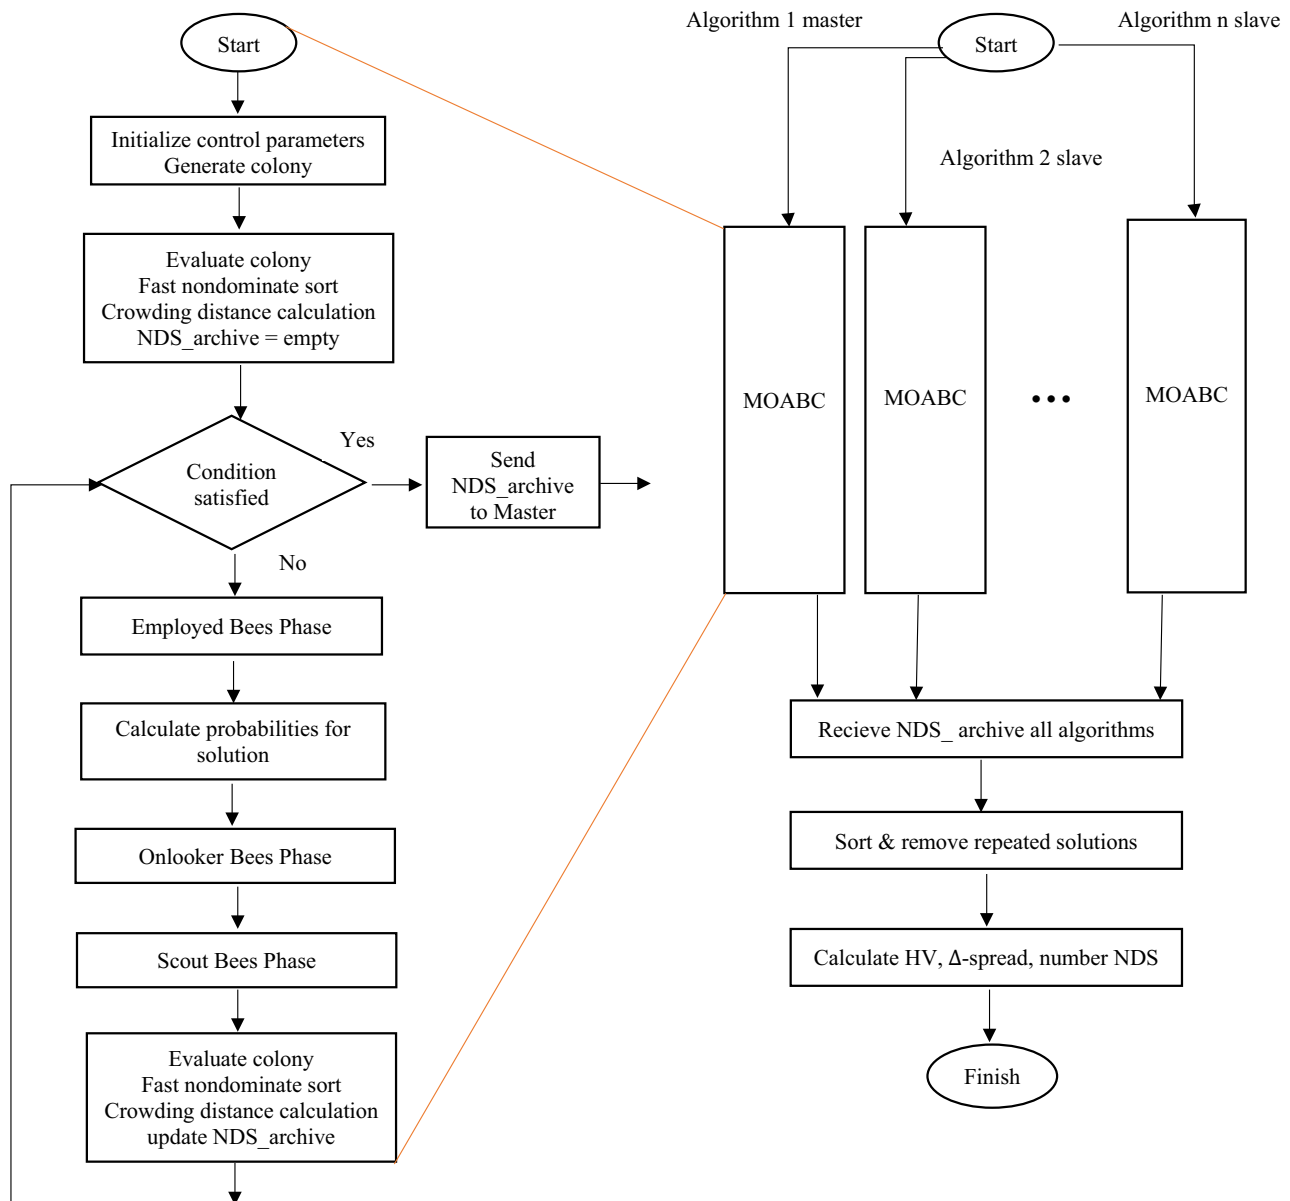 Start
Initialize control parameters
Generate colony
Evaluate colony
Fast nondominate sort
Crowding distance calculation
NDS_archive = empty
Condition
satisfied
Yes
Send
NDS_archive
to Master
No
Employed Bees Phase
Calculate probabilities for
solution
Onlooker Bees Phase
Scout Bees Phase
Evaluate colony
Fast nondominate sort
Crowding distance calculation
update NDS_archive
Algorithm 1 master
Start
Algorithm n slave
Algorithm 2 slave
MOABC
MOABC
•••
MOABC
Recieve NDS_ archive all algorithms
Sort & remove repeated solutions
Calculate HV, Δ-spread, number NDS
Finish